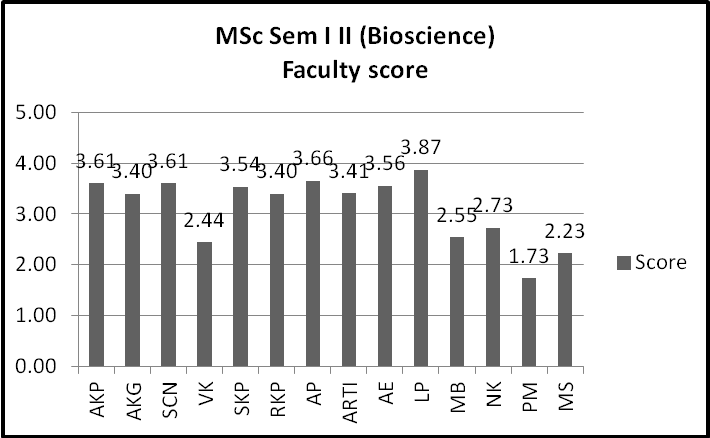 MSc Sem I II (Bioscience)
Faculty score
5.00
4.00
3.00
2.00
1.00
0.00
3.61
3.40
3.61
2.44
3.54
3.40
3.66
3.41
3.56
3.87
2.55
2.73
1.73
2.23
AKP
AKG
SCN
VK
SKP
RKP
AP
ARTI
AE
LP
MB
NK
PM
MS
Score